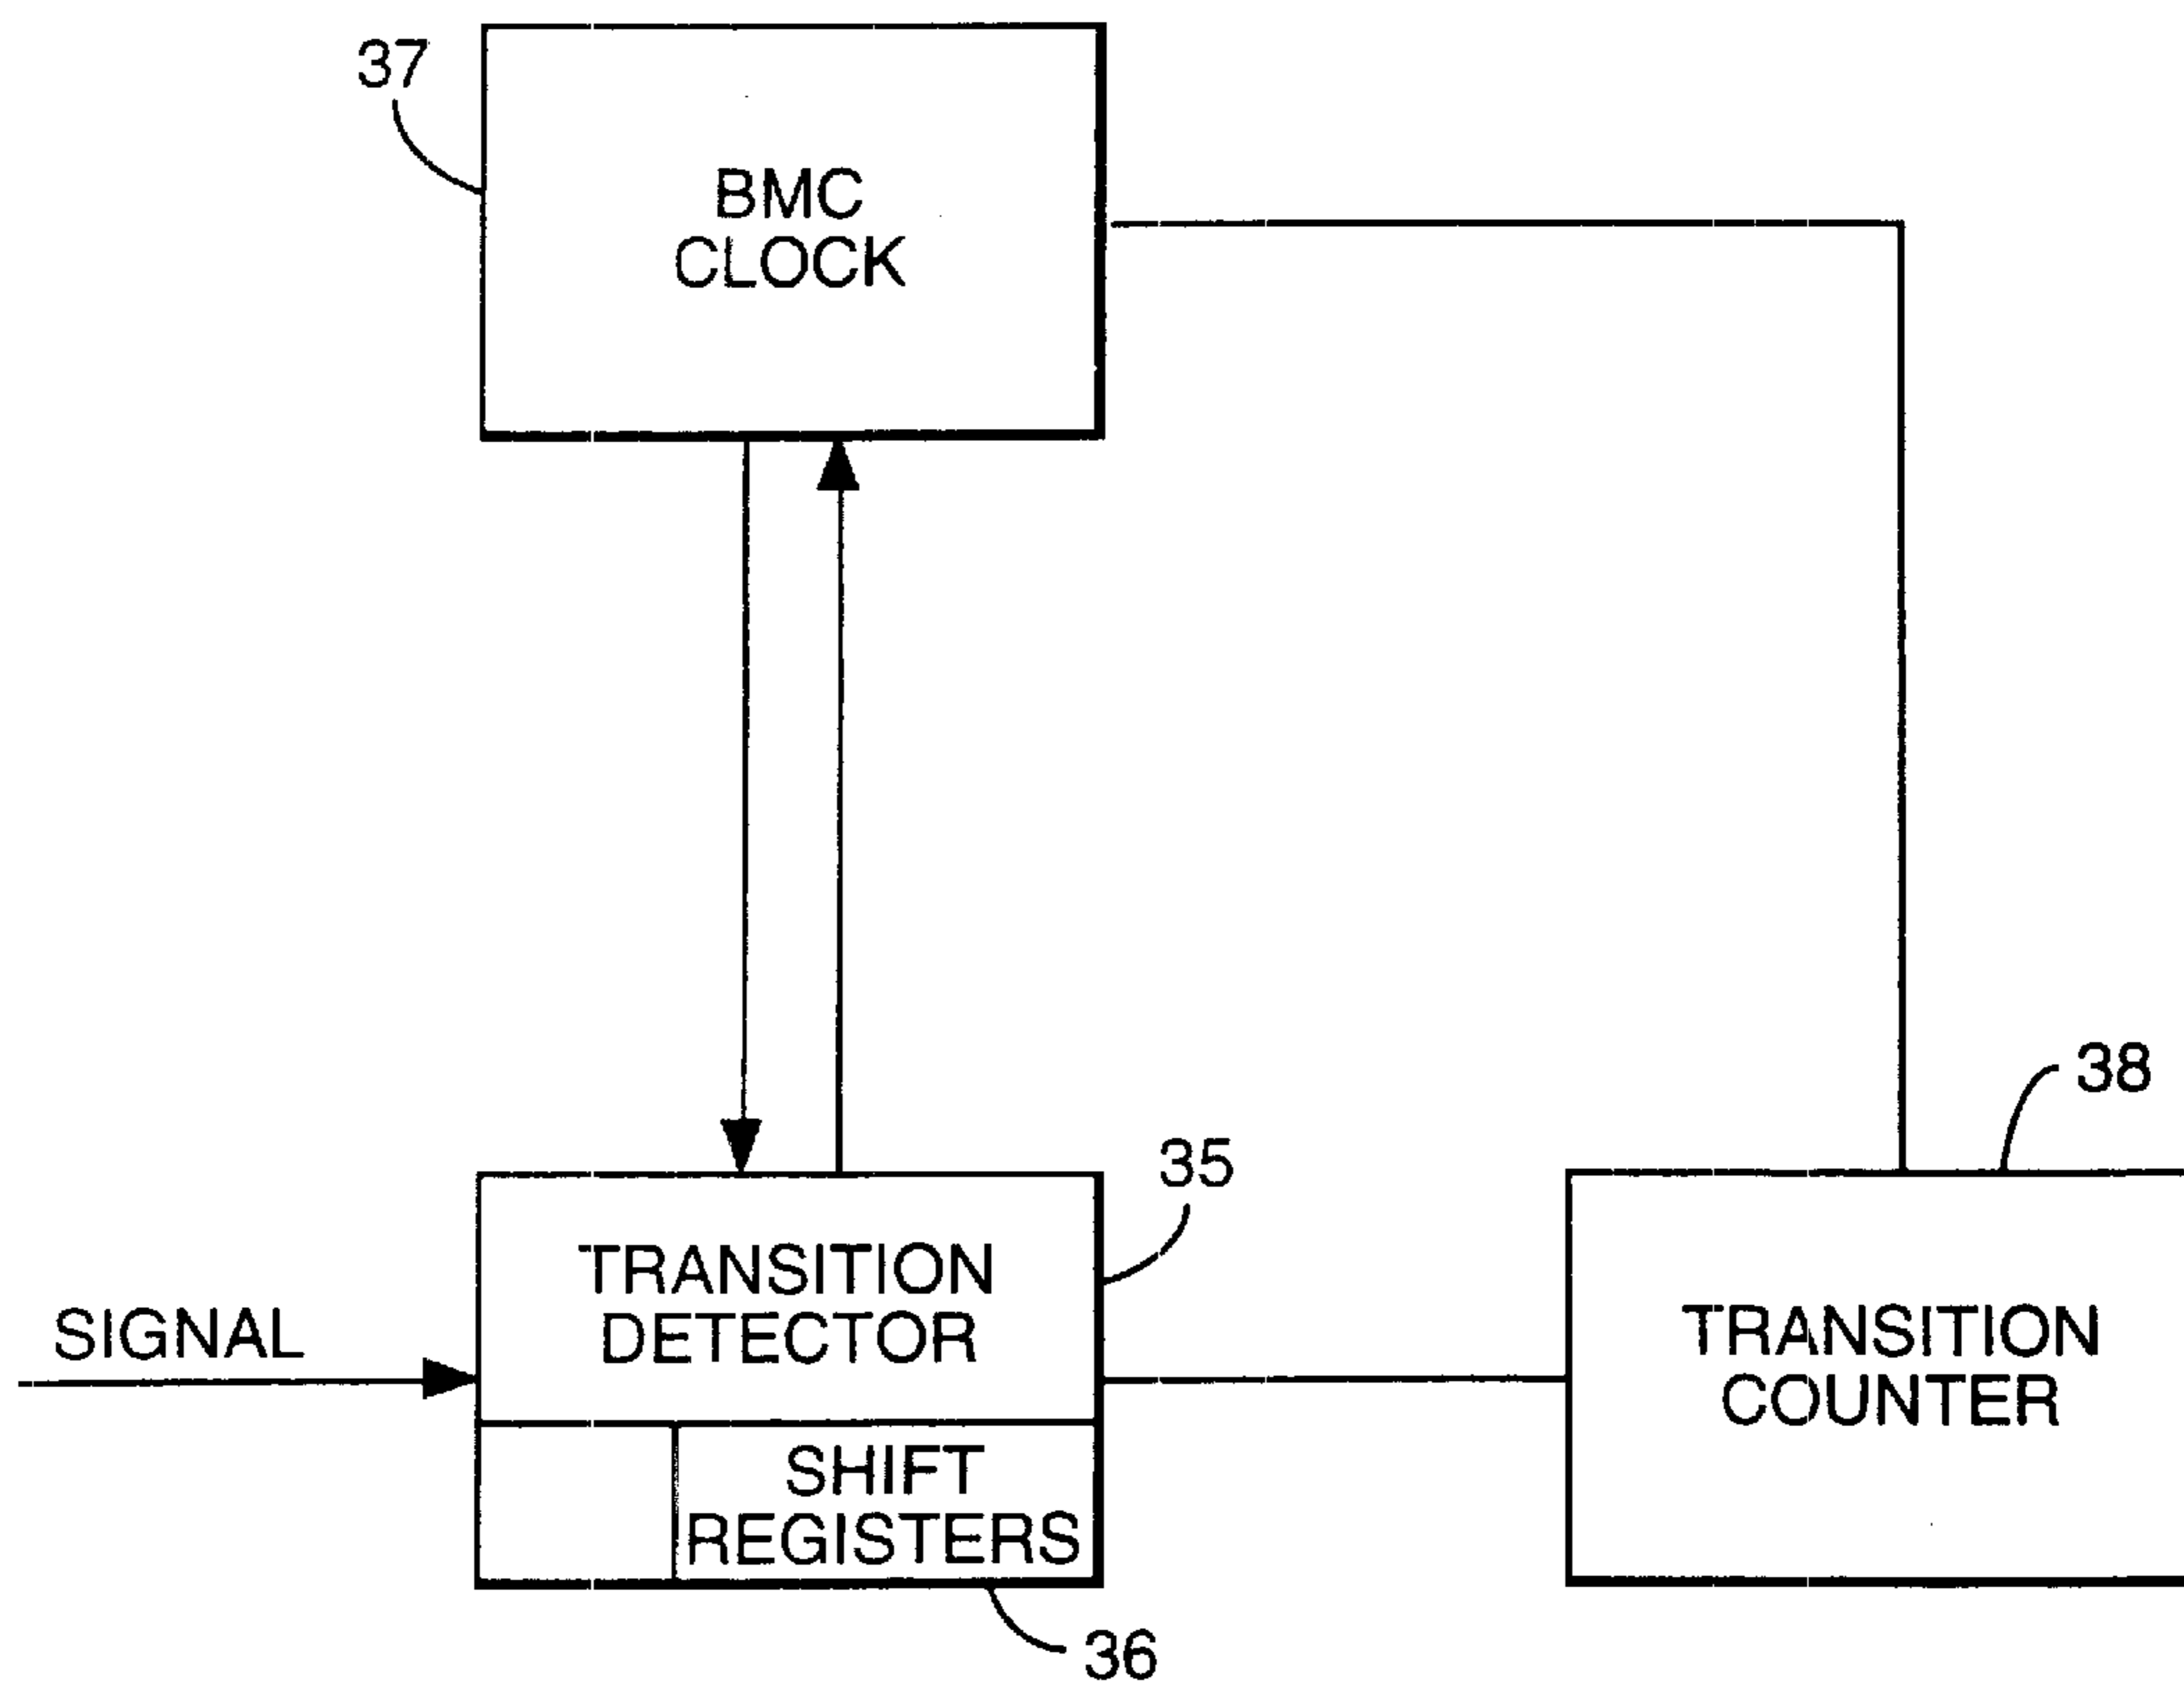 37
BMC
CLOCK
38
35
TRANSITION
DETECTOR
SIGNAL
TRANSITION
COUNTER
SHIFT
REGISTERS
36